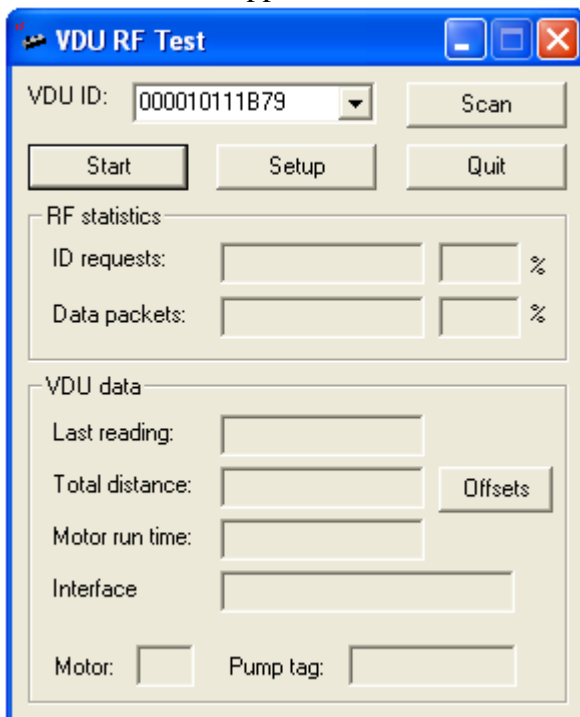 VDU RF Test
VDU ID: 000010111B79 Scan
Start Setup Quit
RF statistics
ID requests: %
Data packets: %
VDU data
Last reading:
Total distance: Offsets
Motor run time:
Interface
Motor: Pump tag: